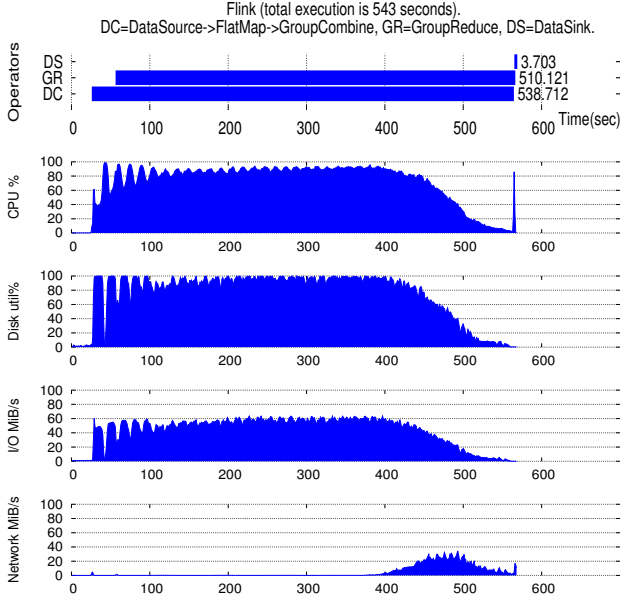 Flink (total execution is 543 seconds).
DC=DataSource->FlatMap->GroupCombine, GR=GroupReduce, DS=DataSink.
Operators
DS 3.703
GR 510.121
DC 538.712
Time(sec)
0 100 200 300 400 500 600
CPU %
100
80
60
40
20
0
0 100 200 300 400 500 600
Disk util%
100
80
60
40
20
0
0 100 200 300 400 500 600
I/O MiB/s
100
80
60
40
20
0
0 100 200 300 400 500 600
Network MiB/s
100
80
60
40
20
0
0 100 200 300 400 500 600